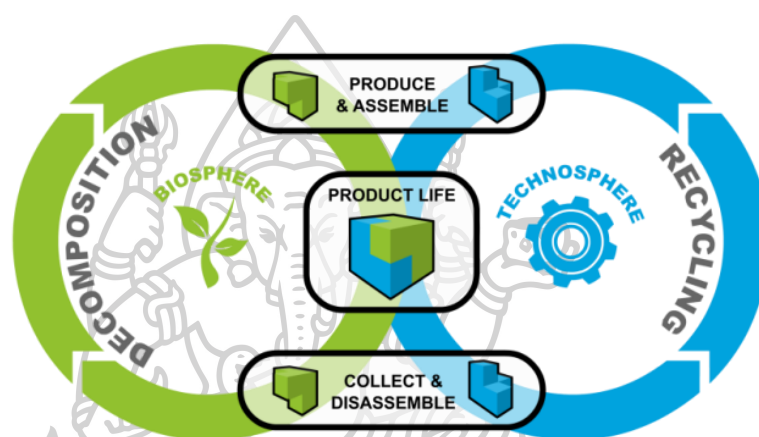 PRODUCE
& ASSEMBLE
DECOMPOSITION
BIOSPHERE
PRODUCT LIFE
TECHNOSPHERE
RECYCLING
COLLECT &
DISASSEMBLE